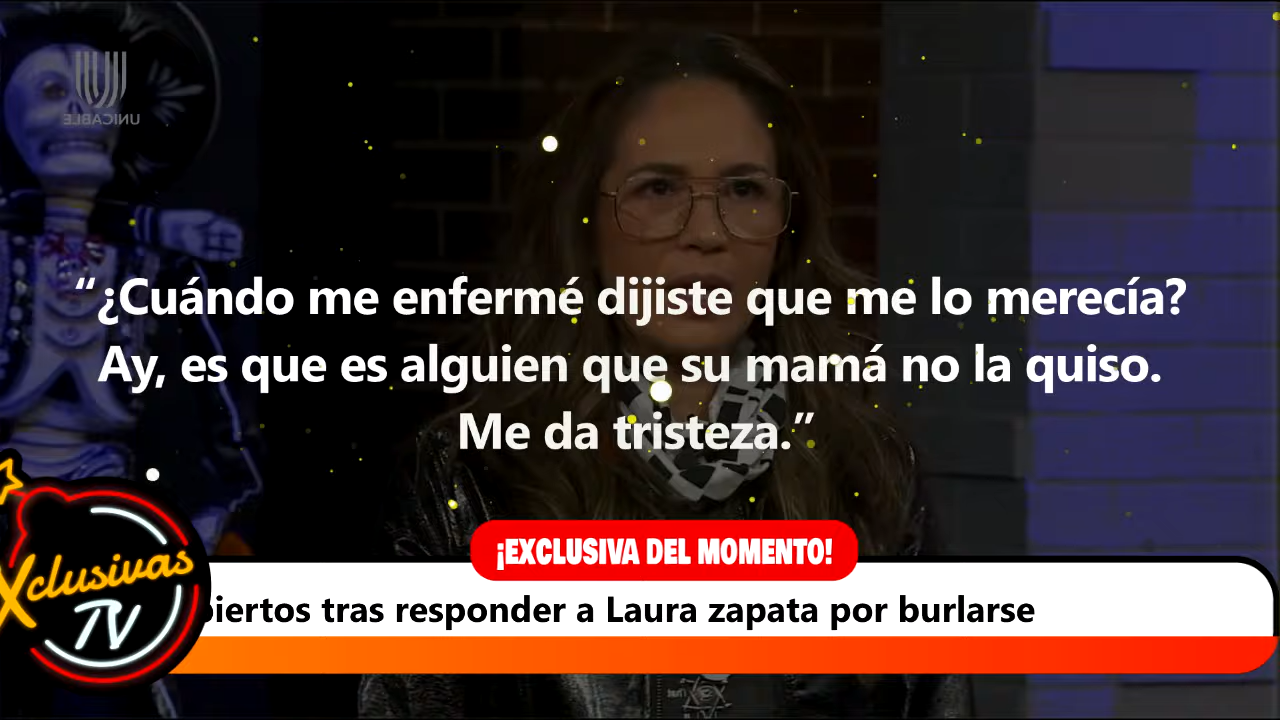 UNICABLE
“¿Cuándo me enfermé dijiste que me lo merecía?
Ay, es que es alguien que su mamá no la quiso.
Me da tristeza.”
¡EXCLUSIVA DEL MOMENTO!
biertos tras responder a Laura zapata por burlarse
Xclusivas
TV